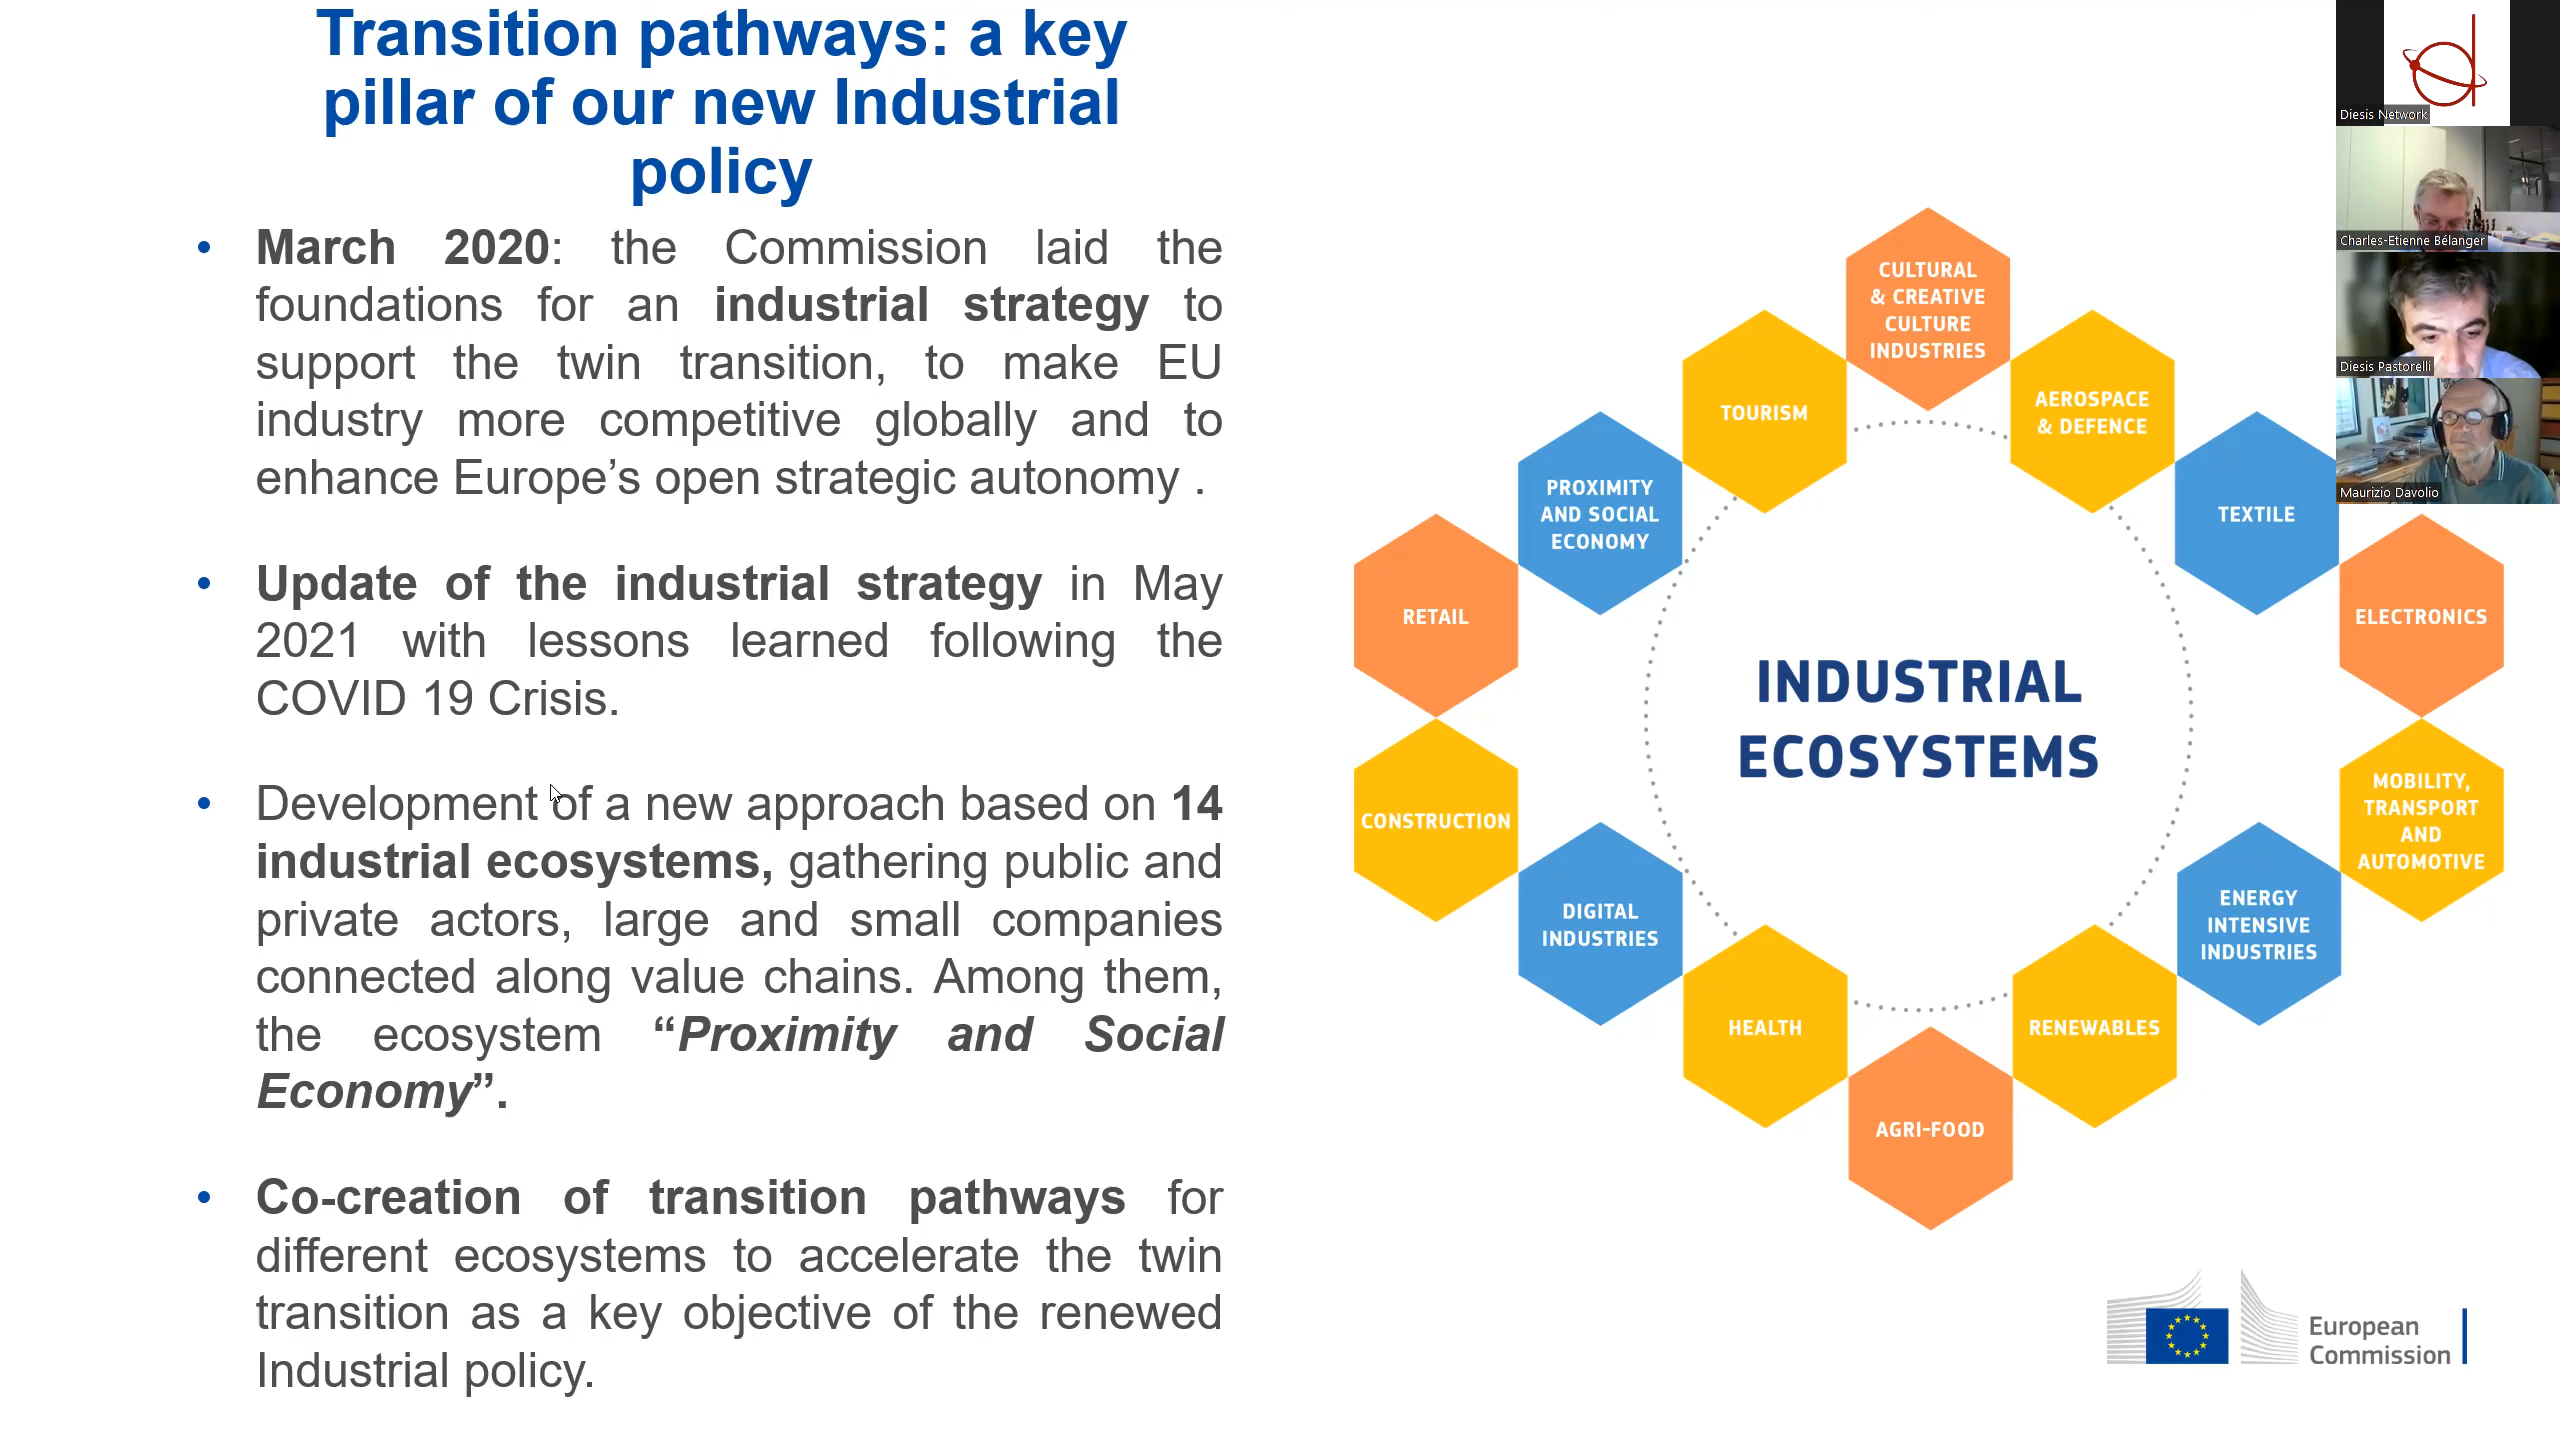 Transition pathways: a key
pillar of our new Industrial
policy
• March 2020: the Commission laid the
foundations for an industrial strategy to
support the twin transition, to make EU
industry more competitive globally and to
enhance Europe’s open strategic autonomy .
• Update of the industrial strategy in May
2021 with lessons learned following the
COVID 19 Crisis.
• Development of a new approach based on 14
industrial ecosystems, gathering public and
private actors, large and small companies
connected along value chains. Among them,
the ecosystem “Proximity and Social
Economy”.
• Co-creation of transition pathways for
different ecosystems to accelerate the twin
transition as a key objective of the renewed
Industrial policy.
CULTURAL
& CREATIVE
CULTURE
INDUSTRIES
TOURISM
AEROSPACE
& DEFENCE
PROXIMITY
AND SOCIAL
ECONOMY
TEXTILE
RETAIL
ELECTRONICS
INDUSTRIAL
ECOSYSTEMS
CONSTRUCTION
MOBILITY,
TRANSPORT
AND
AUTOMOTIVE
DIGITAL
INDUSTRIES
ENERGY
INTENSIVE
INDUSTRIES
HEALTH
RENEWABLES
AGRI-FOOD
European
Commission
Diesis Network
Charles-Etienne Bélanger
Diesis Pastorelli
Maurizio Davolio